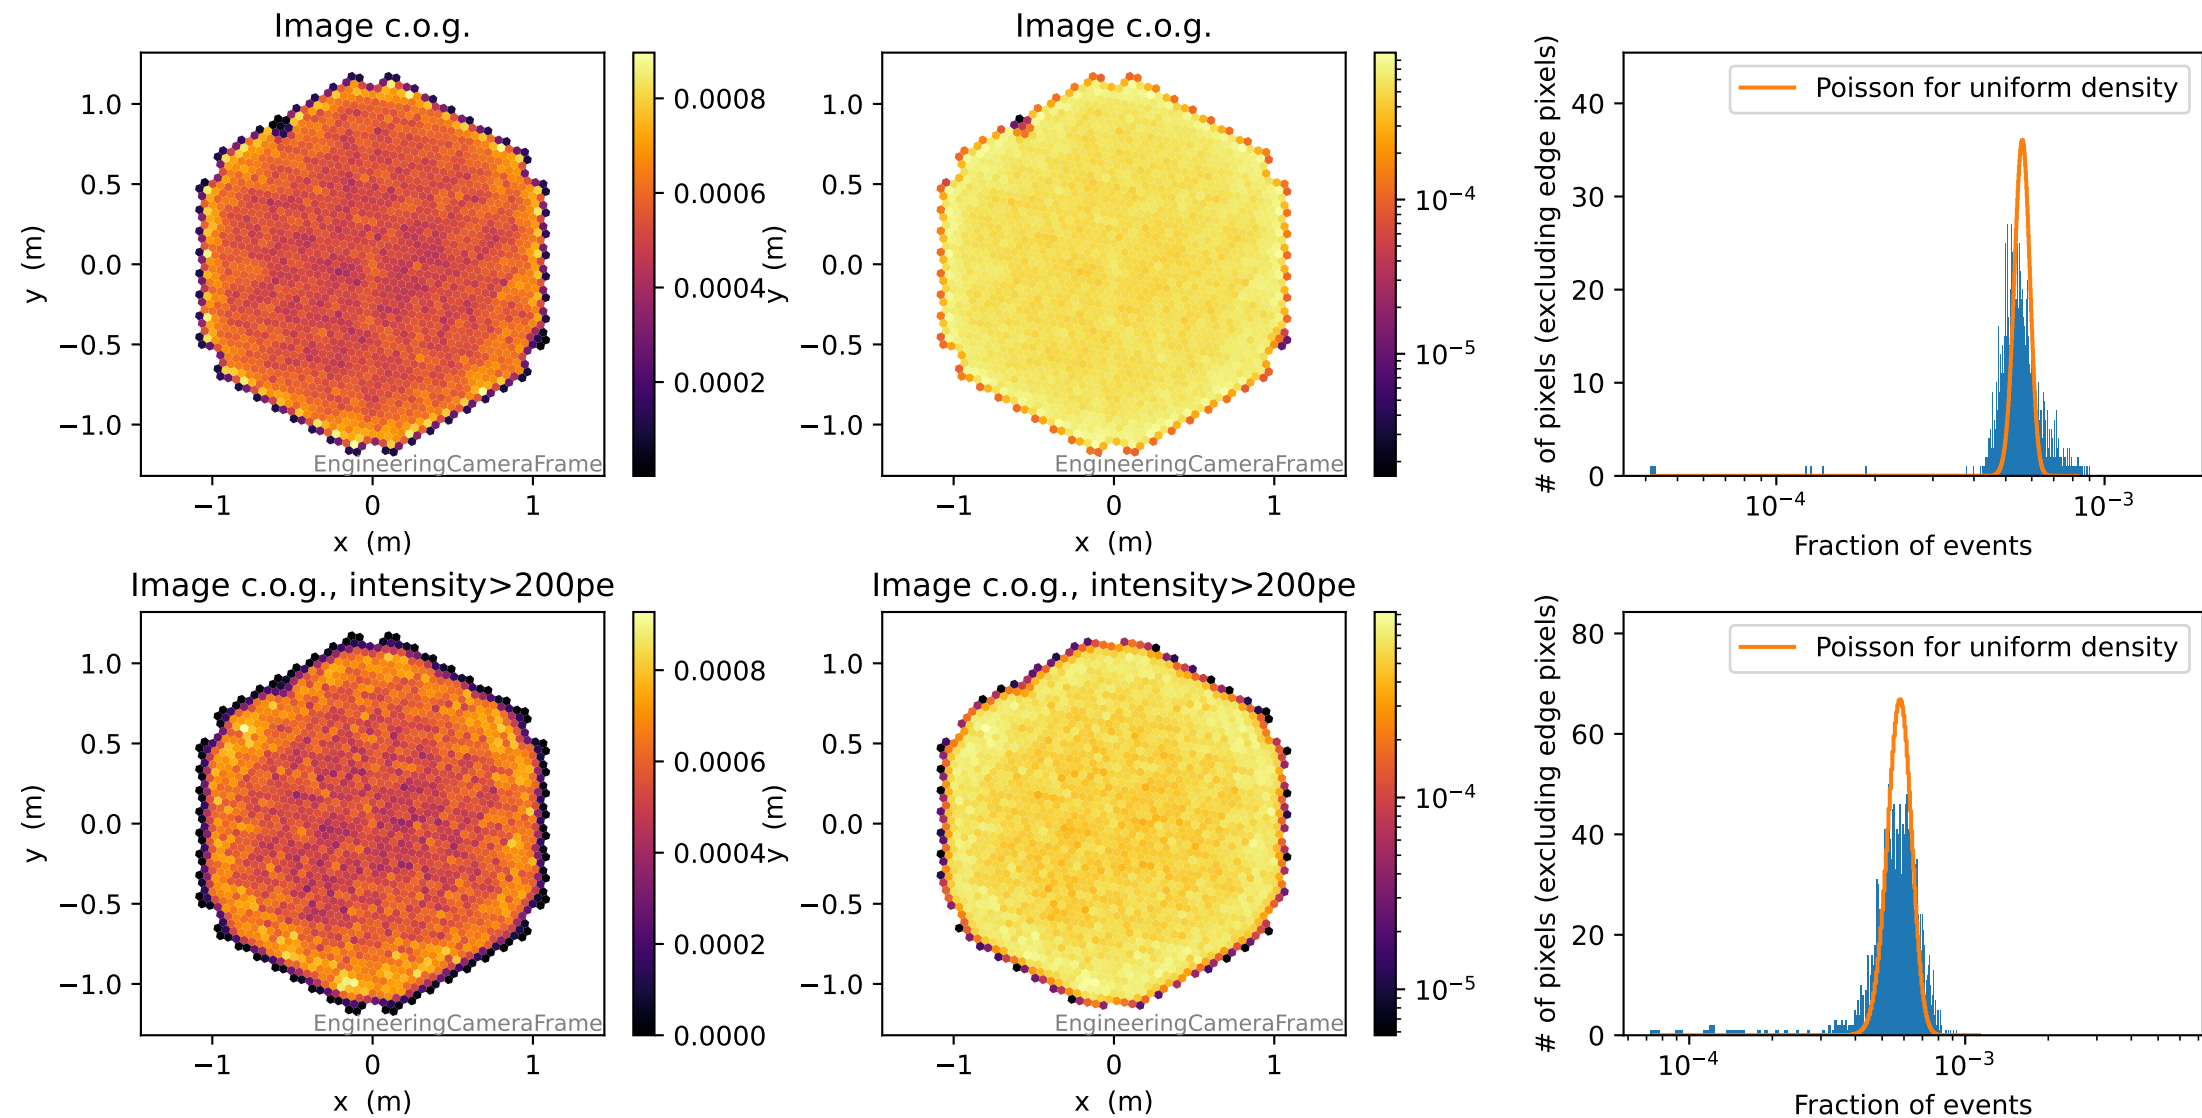 Image c.o.g.
1.0
0.5
0.0
−0.5
−1.0
y (m)
−1 0 1
x (m)
EngineeringCameraFrame
0.0008
0.0006
0.0004
0.0002
Image c.o.g.
1.0
0.5
0.0
−0.5
−1.0
y (m)
−1 0 1
x (m)
EngineeringCameraFrame
10⁻⁴
10⁻⁵
# of pixels (excluding edge pixels)
40
30
20
10
0
Poisson for uniform density
10⁻⁴ 10⁻³
Fraction of events
Image c.o.g., intensity>200pe
1.0
0.5
0.0
−0.5
−1.0
y (m)
−1 0 1
x (m)
EngineeringCameraFrame
0.0008
0.0006
0.0004
0.0002
0.0000
Image c.o.g., intensity>200pe
1.0
0.5
0.0
−0.5
−1.0
y (m)
−1 0 1
x (m)
EngineeringCameraFrame
10⁻⁴
10⁻⁵
# of pixels (excluding edge pixels)
80
60
40
20
0
Poisson for uniform density
10⁻⁴ 10⁻³
Fraction of events